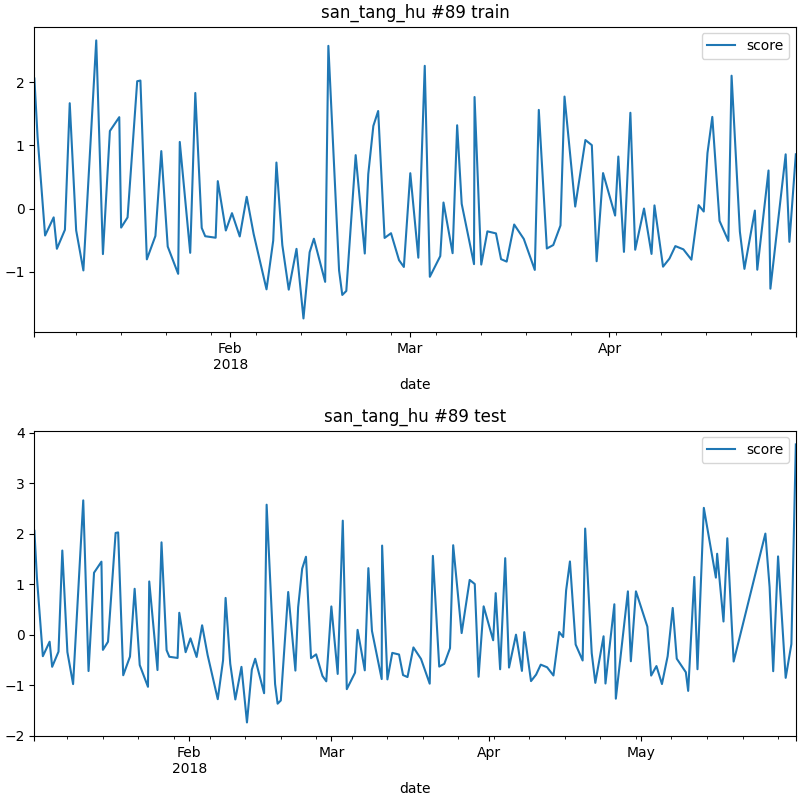 san_tang_hu #89 train
score
2
1
0
−1
Feb
2018
Mar
Apr
date
san_tang_hu #89 test
score
4
3
2
1
0
−1
−2
Feb
2018
Mar
Apr
May
date